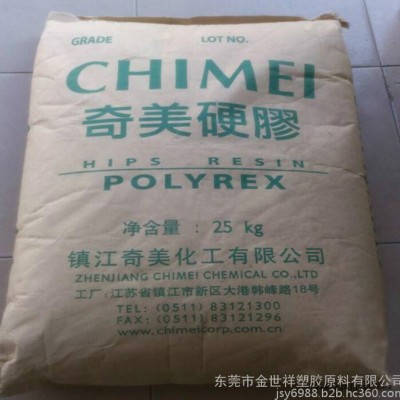 GRADE LOT NO.
CHIMEI
奇美硬膠
HIPS RESIN
POLYREX
净含量：25 kg
镇江奇美化工有限公司
ZHENJIANG CHIMEI CHEMICAL CO.,LTD
工厂：江苏省镇江市新区大港韩峰路18号
TEL: (0511) 83121300
FAX: (0511) 83121296
www.chimeicorp.com.cn
东莞市金世祥塑胶原料有限公司
jsy6988.b2b.hc360.com